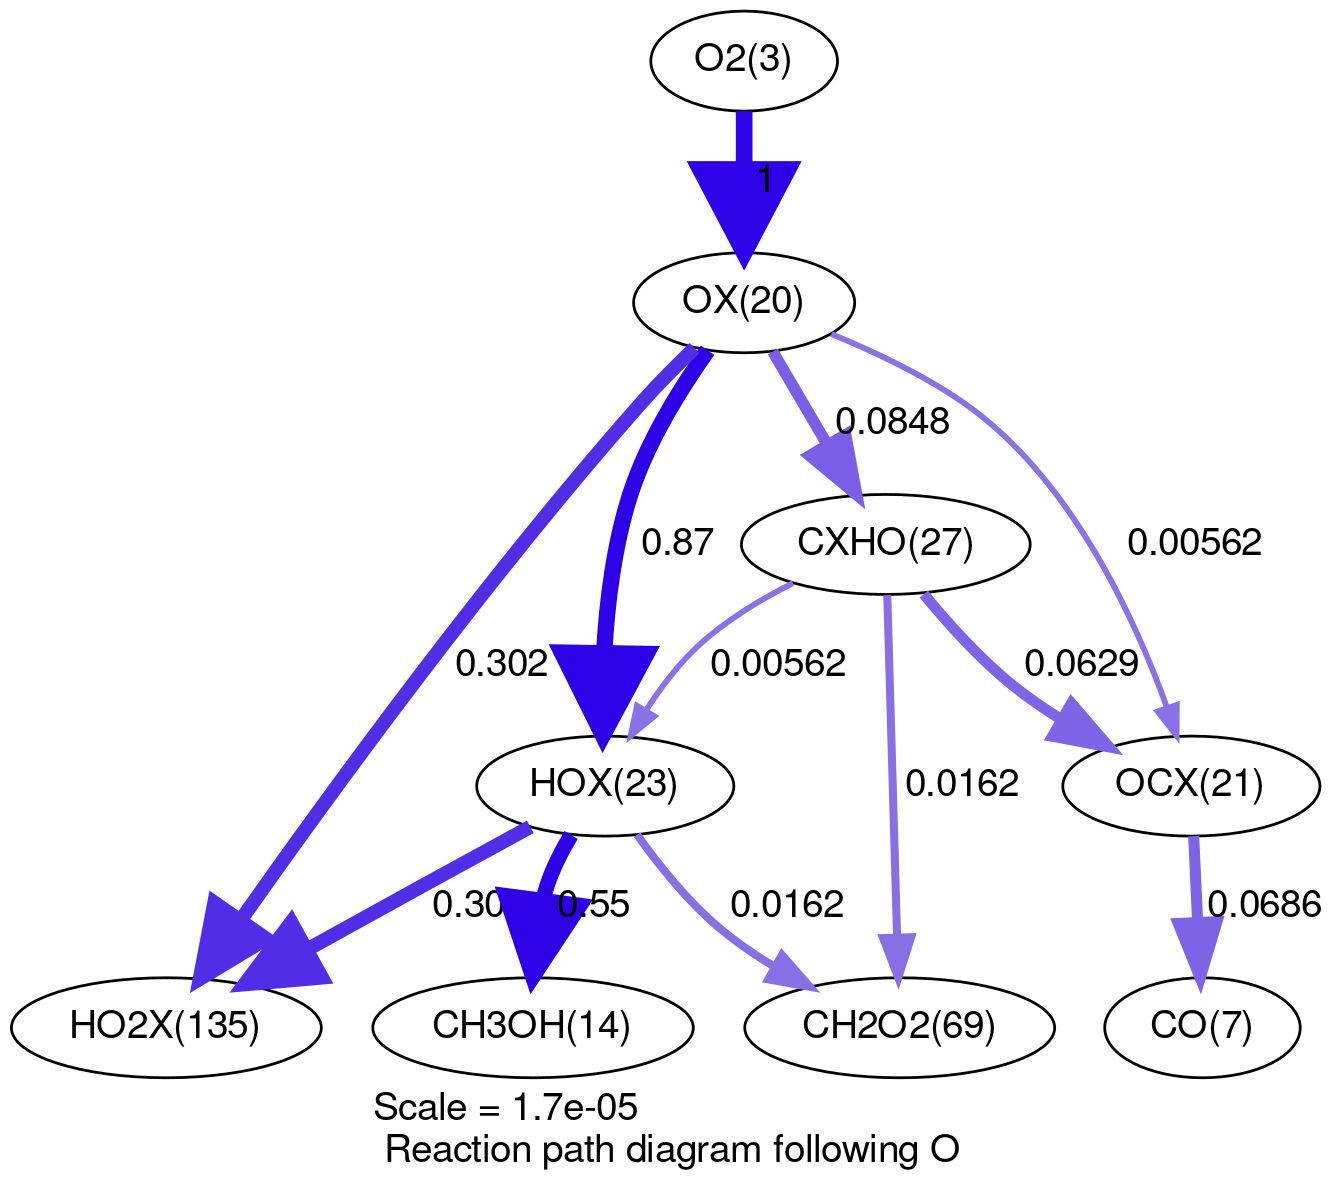 O2(3)
1
OX(20)
0.0848
CXHO(27)
0.87
0.00562
0.302
0.00562
0.0629
HOX(23)
0.0162
OCX(21)
0.55
0.0162
0.0686
HO2X(135)
CH3OH(14)
CH2O2(69)
CO(7)
Scale = 1.7e-05
Reaction path diagram following O